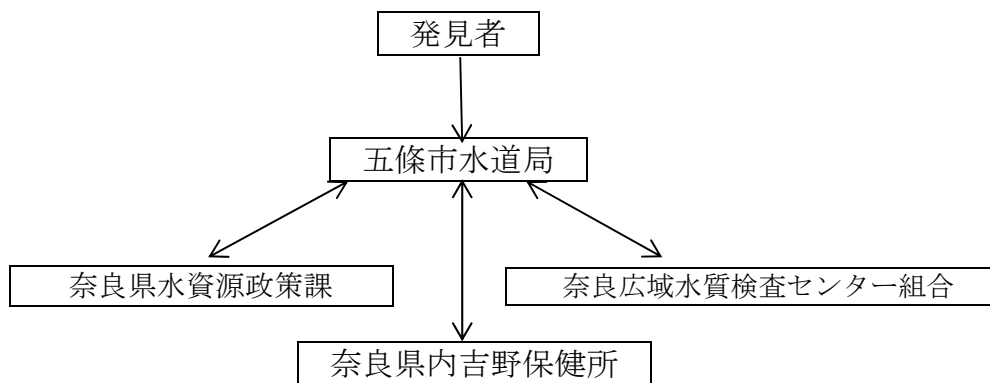 発見者
五條市水道局
奈良県水資源政策課
奈良広域水質検査センター組合
奈良県内吉野保健所